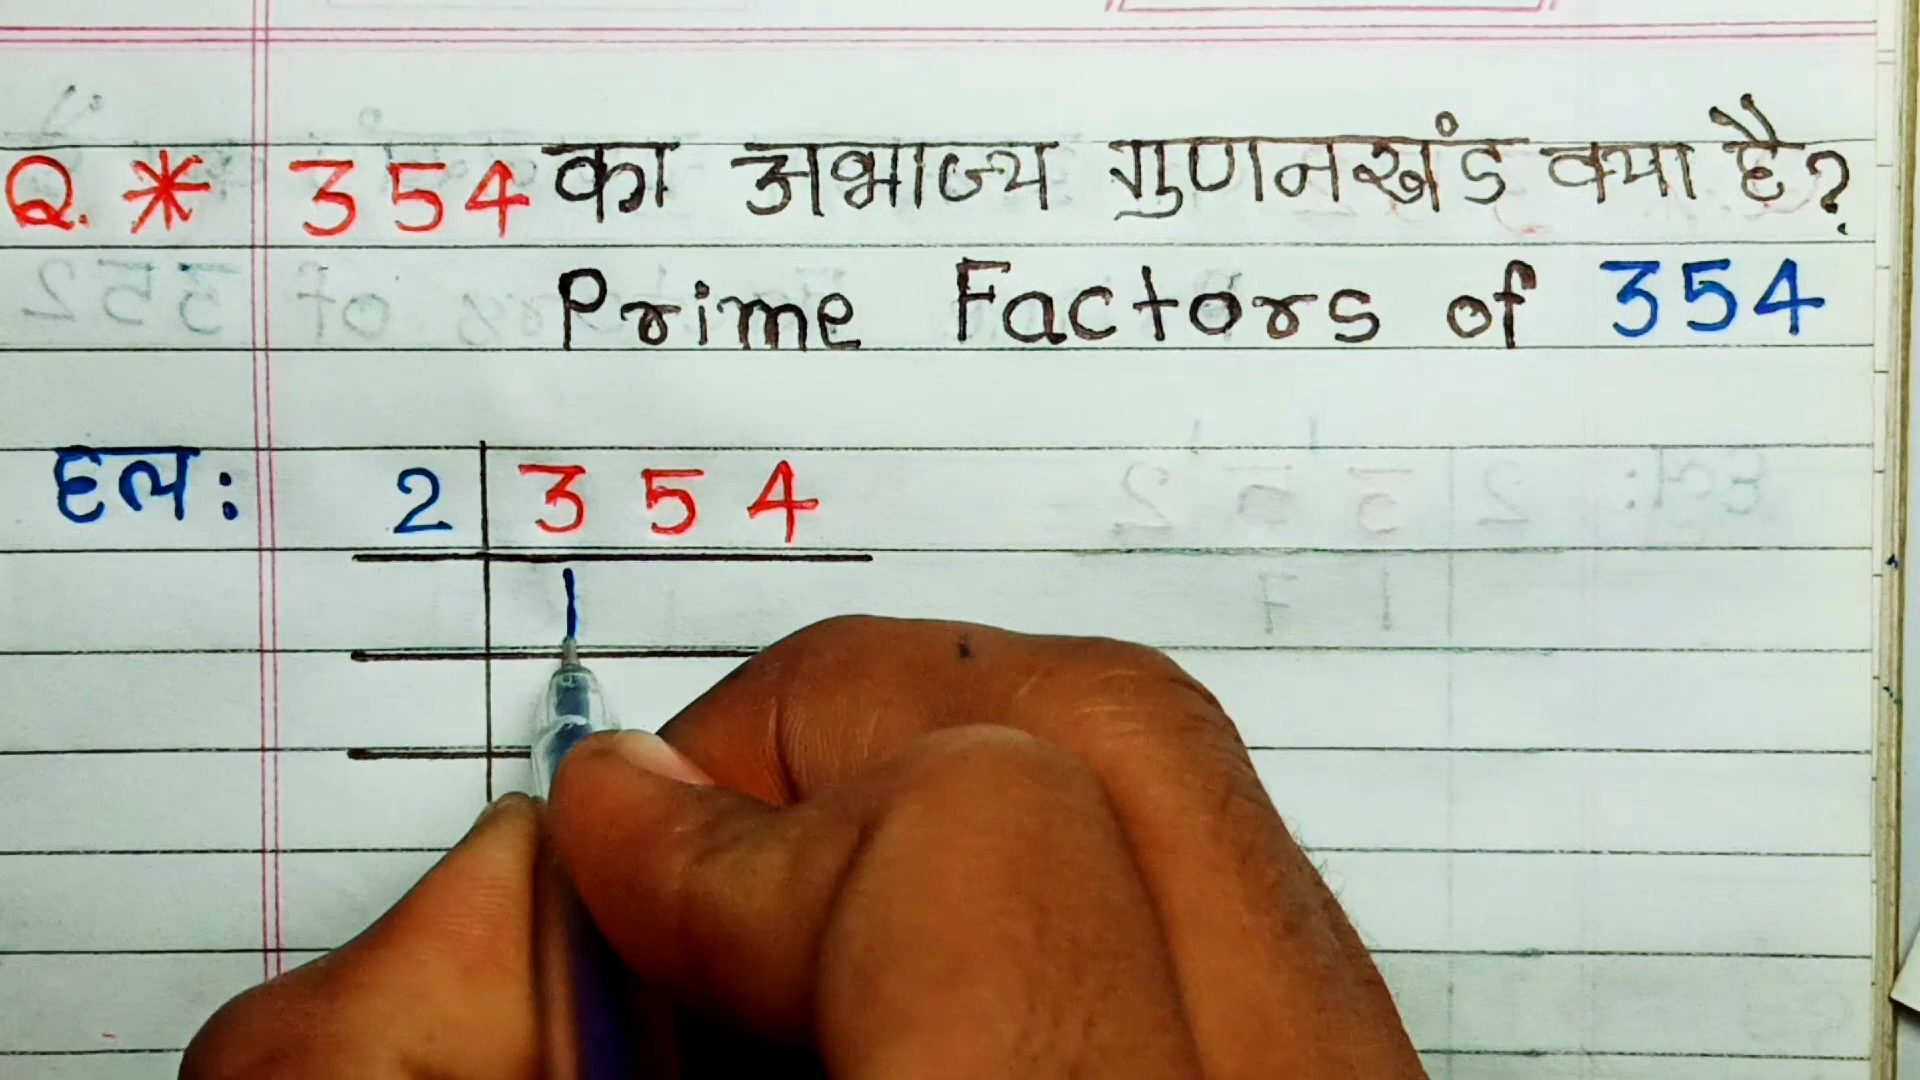 Q. * 354 का अभाज्य गुणनखंड क्या है?
Prime Factors of 354
हल: 2 | 354
1